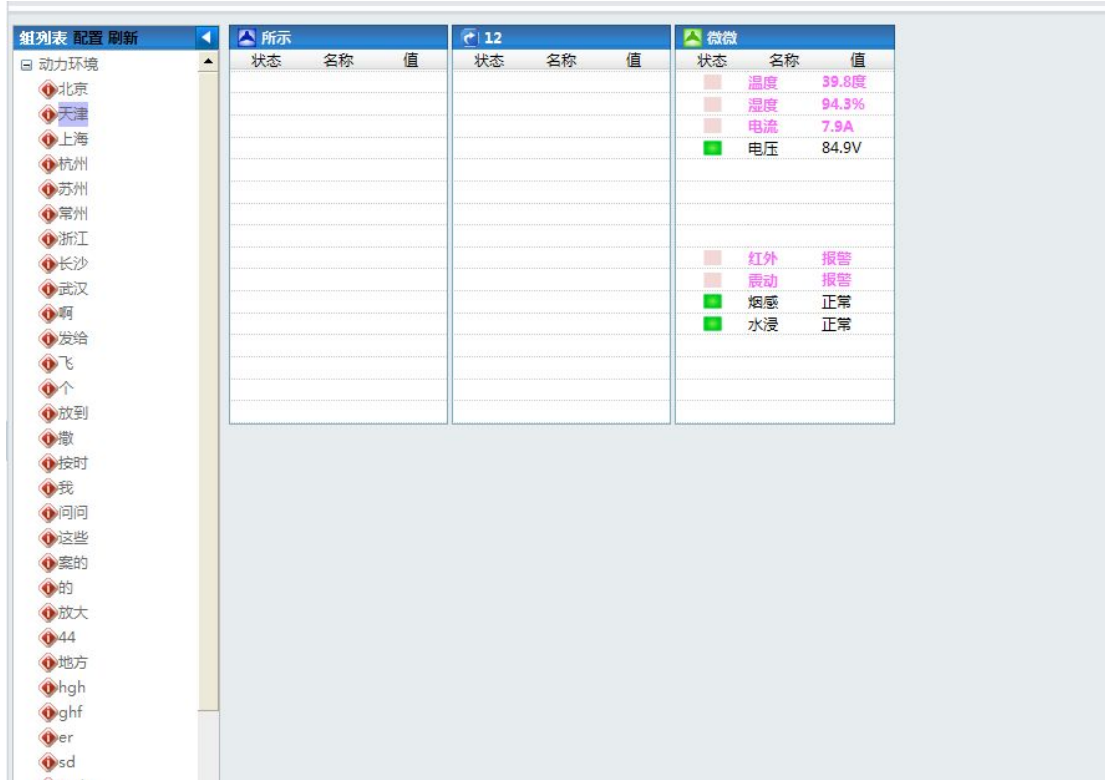 组列表 配置 刷新
动力环境
北京
天津
上海
杭州
苏州
常州
浙江
长沙
武汉
啊
发给
飞
个
放到
撒
按时
我
问问
这些
案的
的
放大
44
地方
hgh
ghf
er
sd
所示
状态 名称 值
12
状态 名称 值
微微
状态 名称 值
温度 39.8度
湿度 94.3%
电流 7.9A
电压 84.9V
红外 报警
震动 报警
烟感 正常
水浸 正常